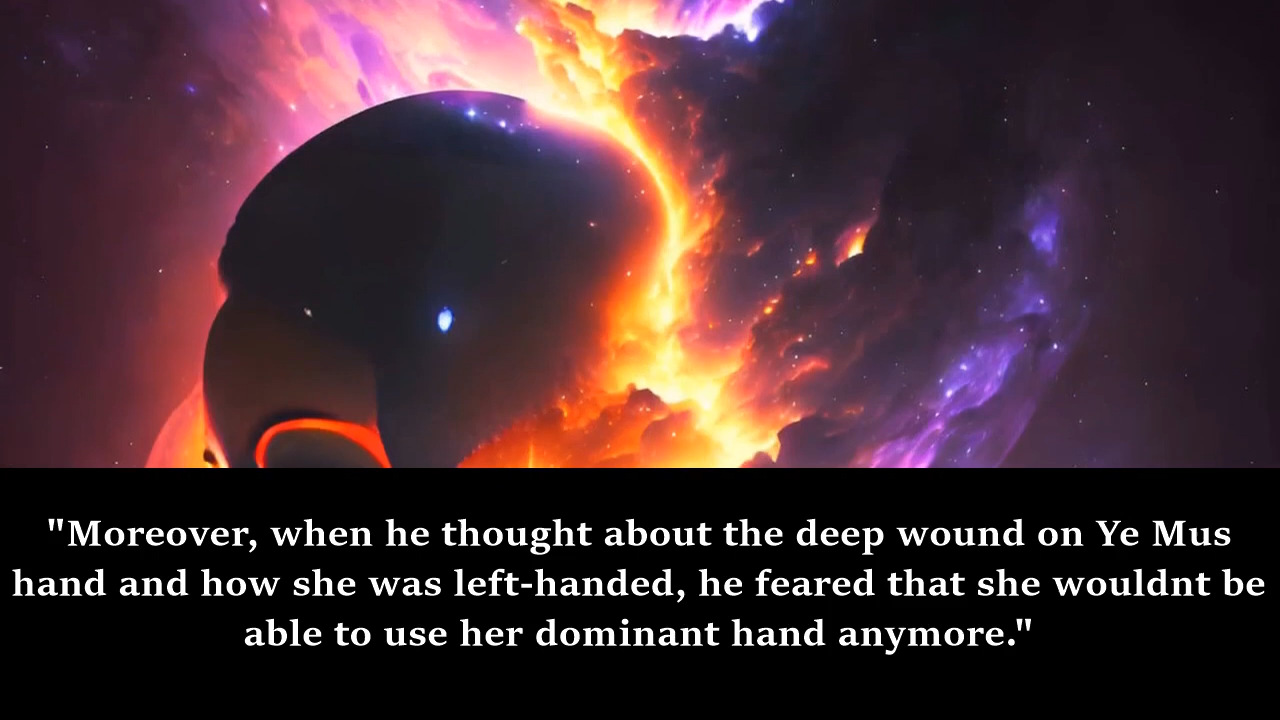 "Moreover, when he thought about the deep wound on Ye Mus
hand and how she was left-handed, he feared that she wouldnt be
able to use her dominant hand anymore."